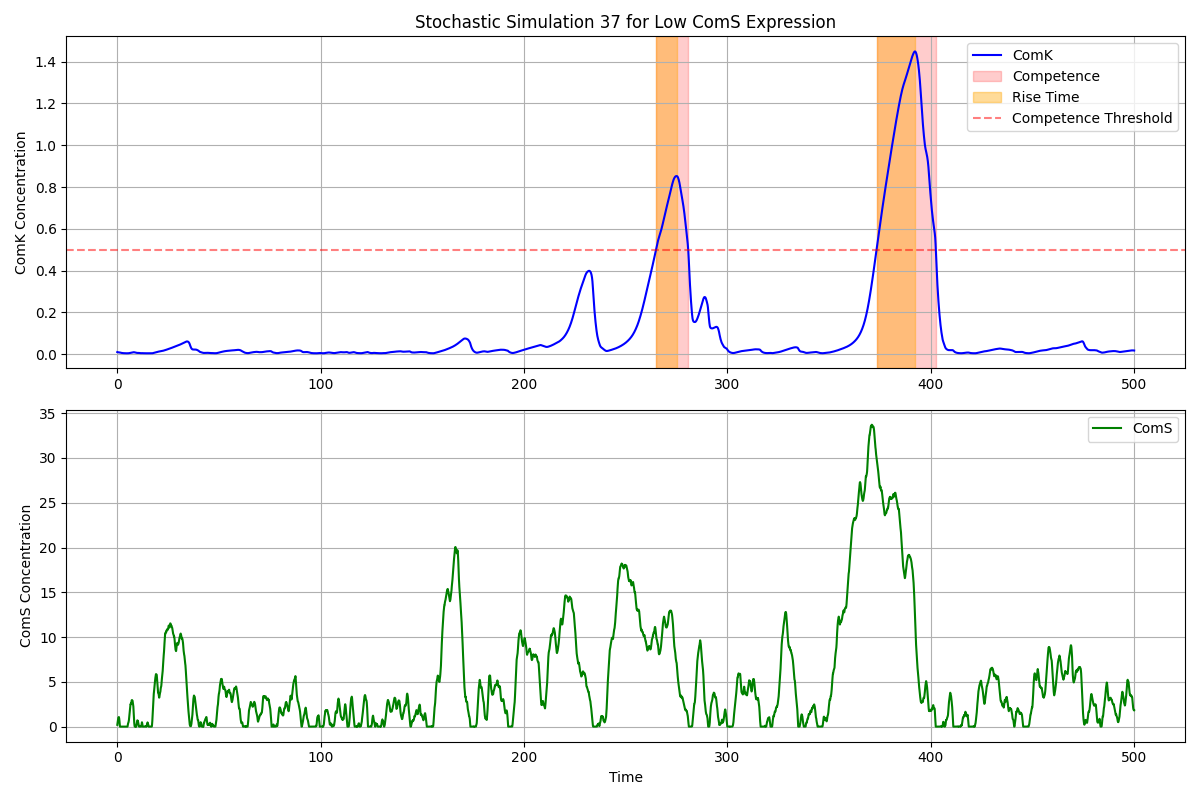 Stochastic Simulation 37 for Low ComS Expression
ComK Concentration
1.4
1.2
1.0
0.8
0.6
0.4
0.2
0.0
ComK
Competence
Rise Time
Competence Threshold
0 100 200 300 400 500
ComS Concentration
35
30
25
20
15
10
5
0
ComS
0 100 200 300 400 500
Time